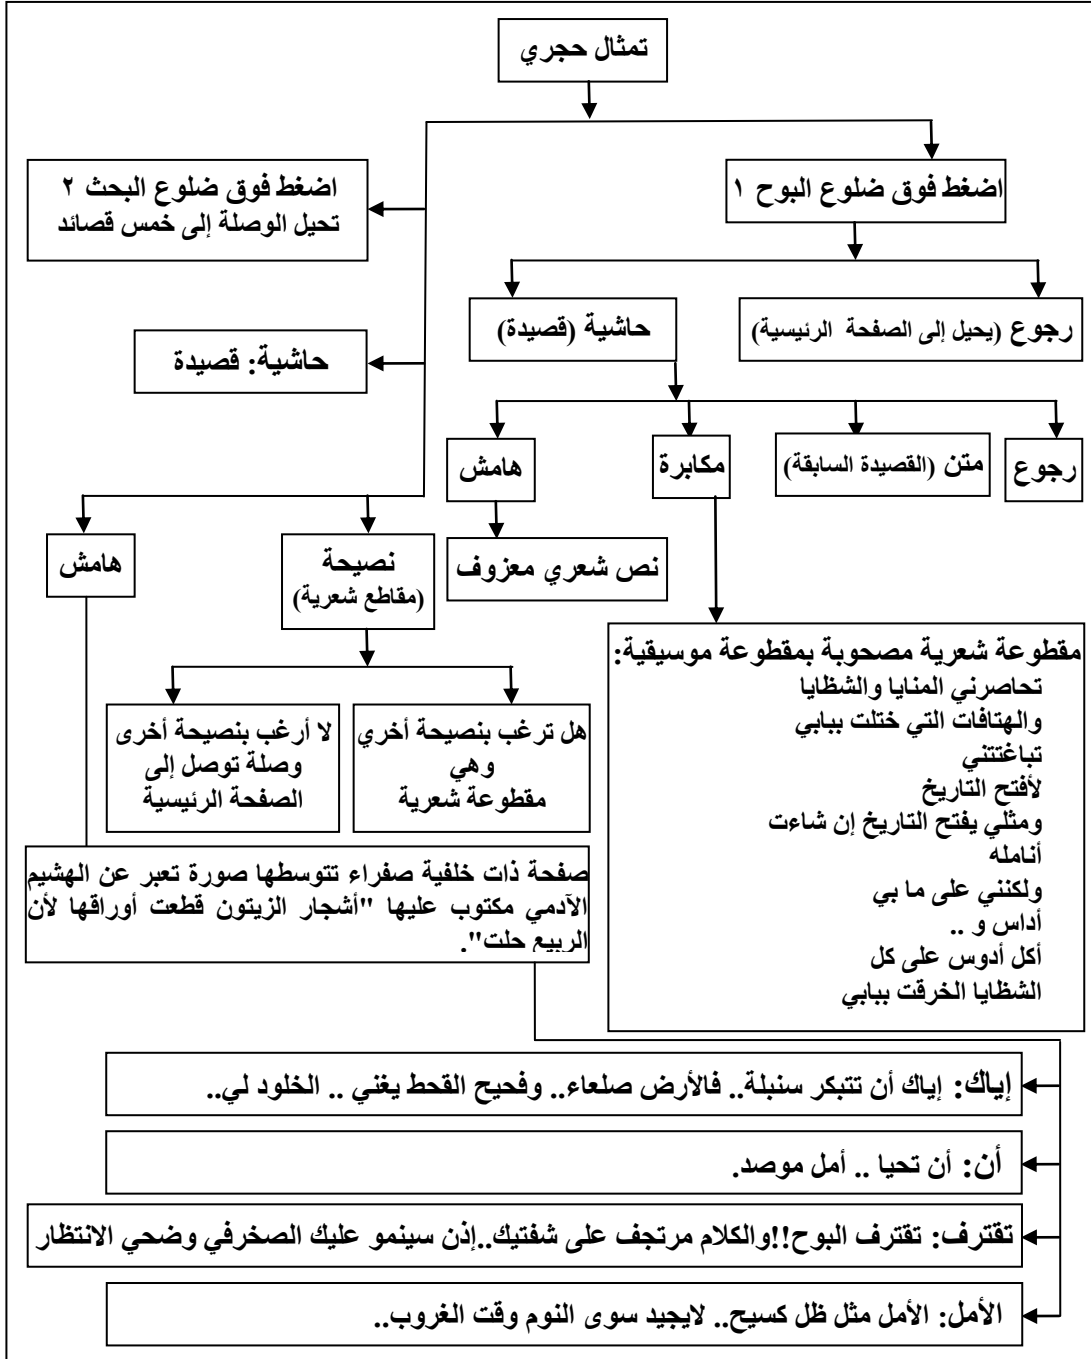 تمثال حجري
اضغط فوق ضلوع البوح ١
اضغط فوق ضلوع البحث ٢
تحيل الوصلة إلى خمس قصائد
رجوع (يحيل إلى الصفحة الرئيسية)
حاشية (قصيدة)
حاشية: قصيدة
رجوع
متن (القصيدة السابقة)
مكابرة
هامش
نص شعري معزوف
نصيحة
(مقاطع شعرية)
هامش
مقطوعة شعرية مصحوبة بمقطوعة موسيقية:
تحاصرني المنايا والشظايا
والهتافات التي ختلت ببابي
تباغتتني
لأفتح التاريخ
ومثلي يفتح التاريخ إن شاءت
أنامله
ولكنني على ما بي
أداس و ..
أكل أدوس على كل
الشظايا الخرقت ببابي
هل ترغب بنصيحة أخري
وهي
مقطوعة شعرية
لا أرغب بنصيحة أخرى
وصلة توصل إلى
الصفحة الرئيسية
صفحة ذات خلفية صفراء تتوسطها صورة تعبر عن الهشيم
الآدمي مكتوب عليها "أشجار الزيتون قطعت أوراقها لأن
الربيع حلت".
إياك: إياك أن تتبكر سنبلة.. فالأرض صلعاء.. وفحيح القحط يغني .. الخلود لي..
أن: أن تحيا .. أمل موصد.
تقترف: تقترف البوح!!والكلام مرتجف على شفتيك..إذن سينمو عليك الصخرفي وضحي الانتظار
الأمل: الأمل مثل ظل كسيح.. لايجيد سوى النوم وقت الغروب..